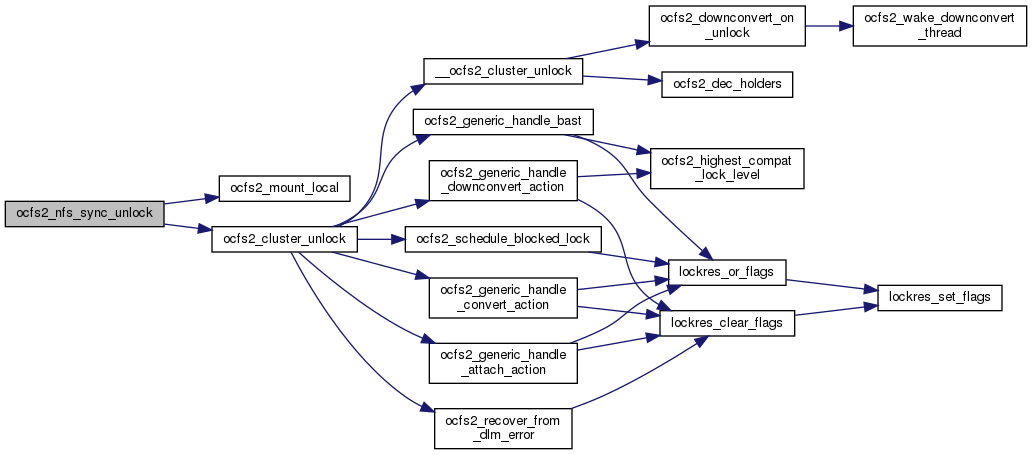 ocfs2_nfs_sync_unlock
ocfs2_mount_local
ocfs2_cluster_unlock
__ocfs2_cluster_unlock
ocfs2_generic_handle_bast
ocfs2_generic_handle
_downconvert_action
ocfs2_schedule_blocked_lock
ocfs2_generic_handle
_convert_action
ocfs2_generic_handle
_attach_action
ocfs2_recover_from
_dlm_error
ocfs2_downconvert_on
_unlock
ocfs2_dec_holders
ocfs2_highest_compat
_lock_level
lockres_or_flags
lockres_clear_flags
ocfs2_wake_downconvert
_thread
lockres_set_flags